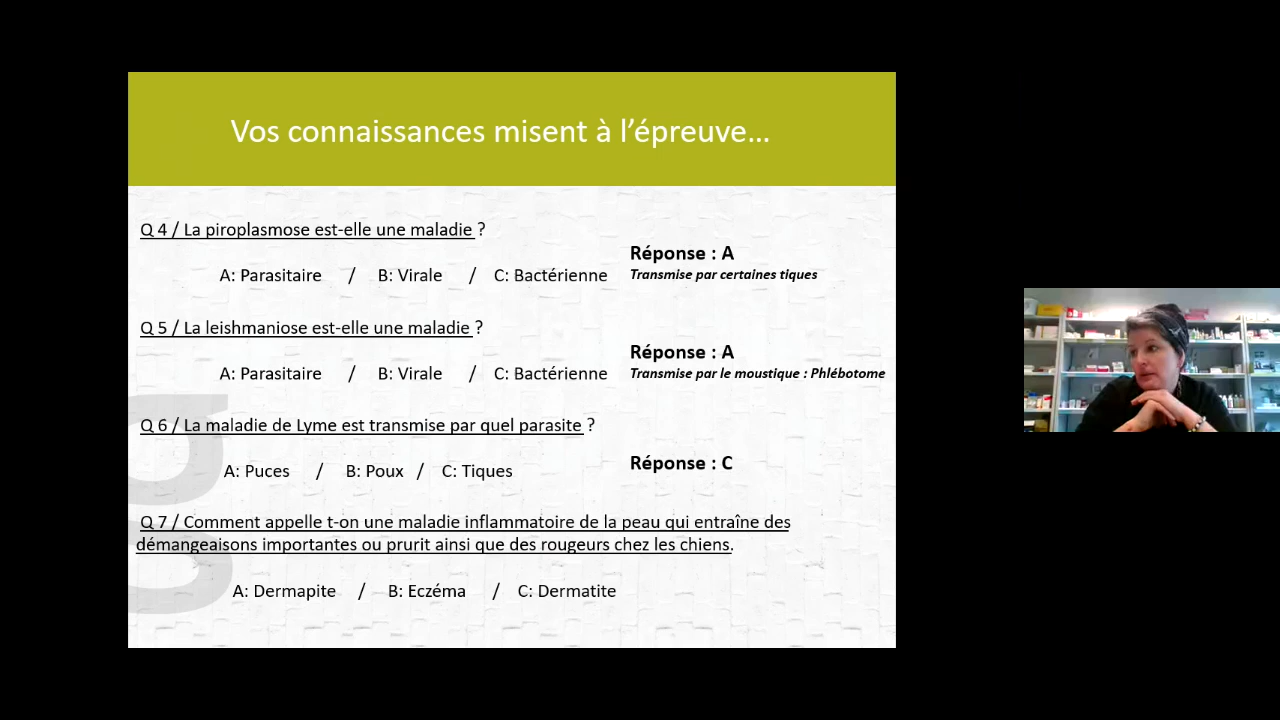 Vos connaissances misent à l'épreuve...
Q 4 / La piroplasmose est-elle une maladie ?
A: Parasitaire / B: Virale / C: Bactérienne
Réponse : A
Transmise par certaines tiques
Q 5 / La leishmaniose est-elle une maladie ?
A: Parasitaire / B: Virale / C: Bactérienne
Réponse : A
Transmise par le moustique : Phlébotome
Q 6 / La maladie de Lyme est transmise par quel parasite ?
A: Puces / B: Poux / C: Tiques
Réponse : C
Q 7 / Comment appelle t-on une maladie inflammatoire de la peau qui entraîne des
démangeaisons importantes ou prurit ainsi que des rougeurs chez les chiens.
A: Dermapite / B: Eczéma / C: Dermatite